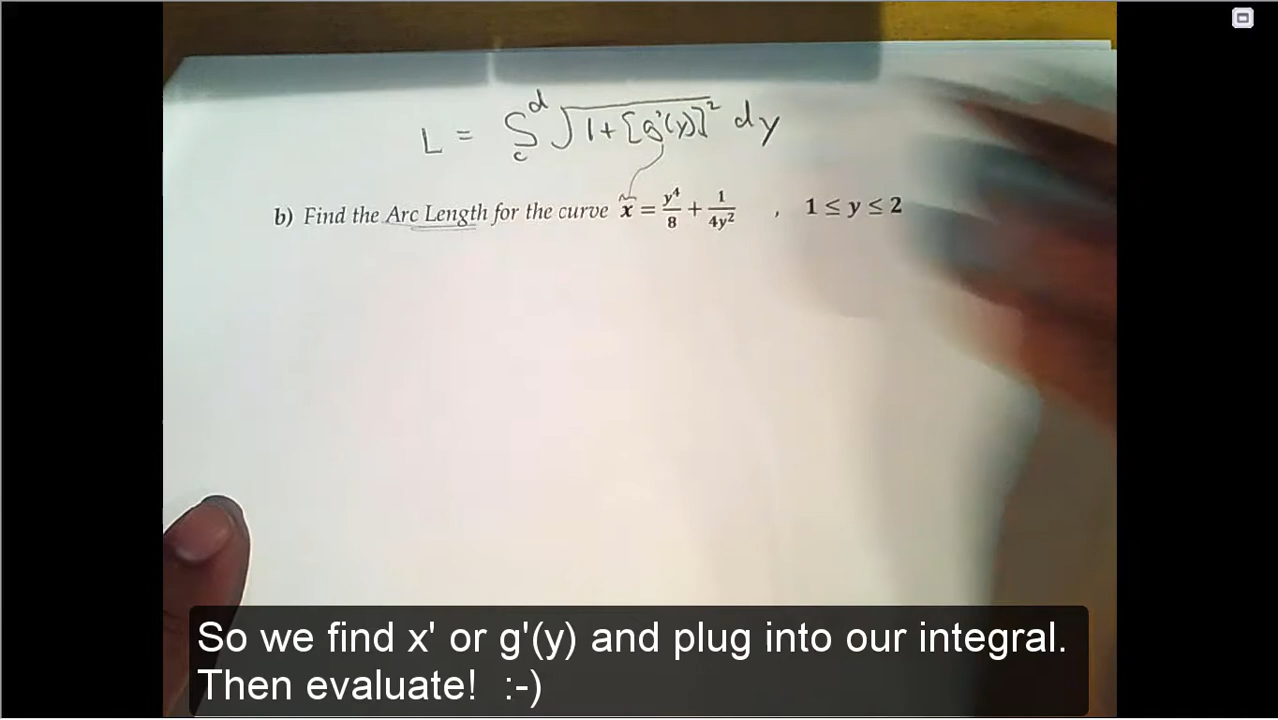 L = ∫_c^d √(1+[g'(y)]²) dy
b) Find the Arc Length for the curve x = y⁴/8 + 1/4y² , 1 ≤ y ≤ 2
So we find x' or g'(y) and plug into our integral.
Then evaluate! :-)